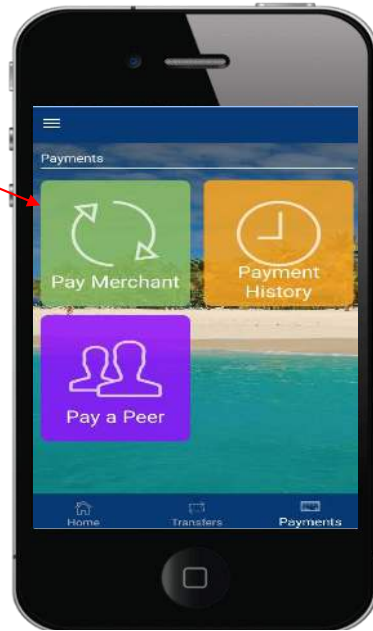 Payments
Pay Merchant
Payment
History
Pay a Peer
Home
Transfers
Payments